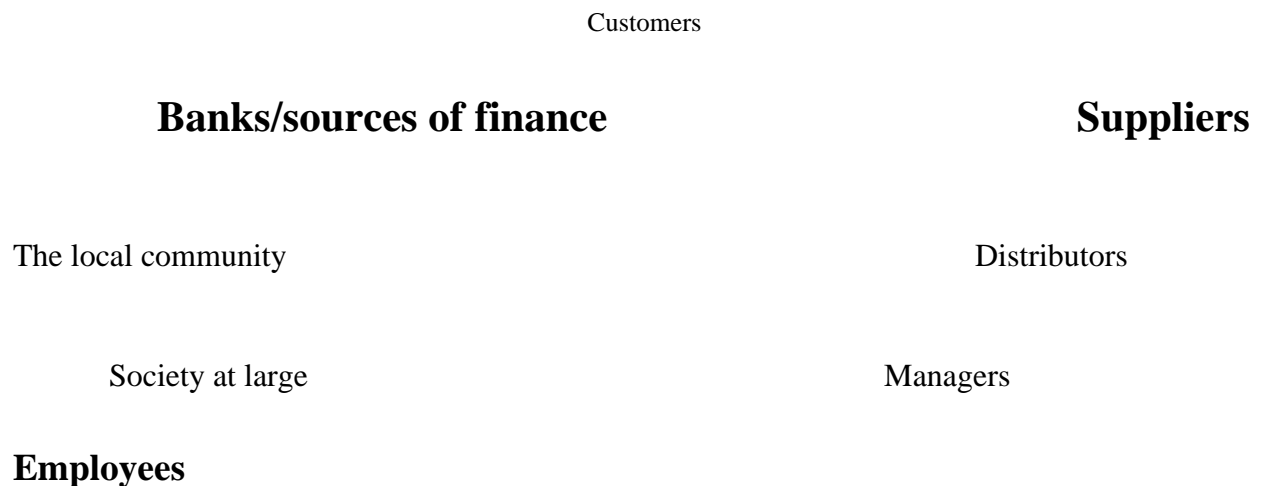 Customers
Banks/sources of finance Suppliers
The local community Distributors
Society at large Managers
Employees